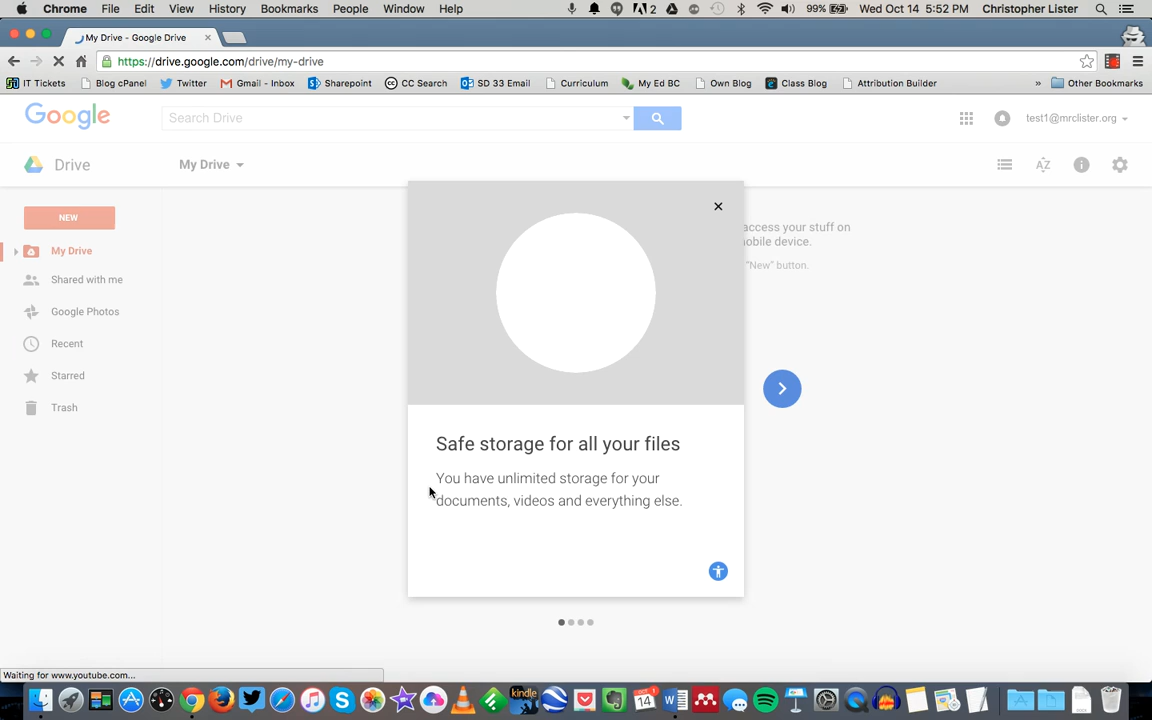 Chrome File Edit View History Bookmarks People Window Help 2 99% Wed Oct 14 5:52 PM Christopher Lister
My Drive - Google Drive
https://drive.google.com/drive/my-drive
IT Tickets Blog cPanel Twitter Gmail - Inbox Sharepoint CC Search SD 33 Email Curriculum My Ed BC Own Blog Class Blog Attribution Builder » Other Bookmarks
Google Search Drive test1@mrclister.org
Drive My Drive AZ
NEW
access your stuff on
mobile device.
"New" button.
My Drive
Shared with me
Google Photos
Recent
Starred
Trash
Safe storage for all your files
You have unlimited storage for your
documents, videos and everything else.
Waiting for www.youtube.com...
kindle 14 1